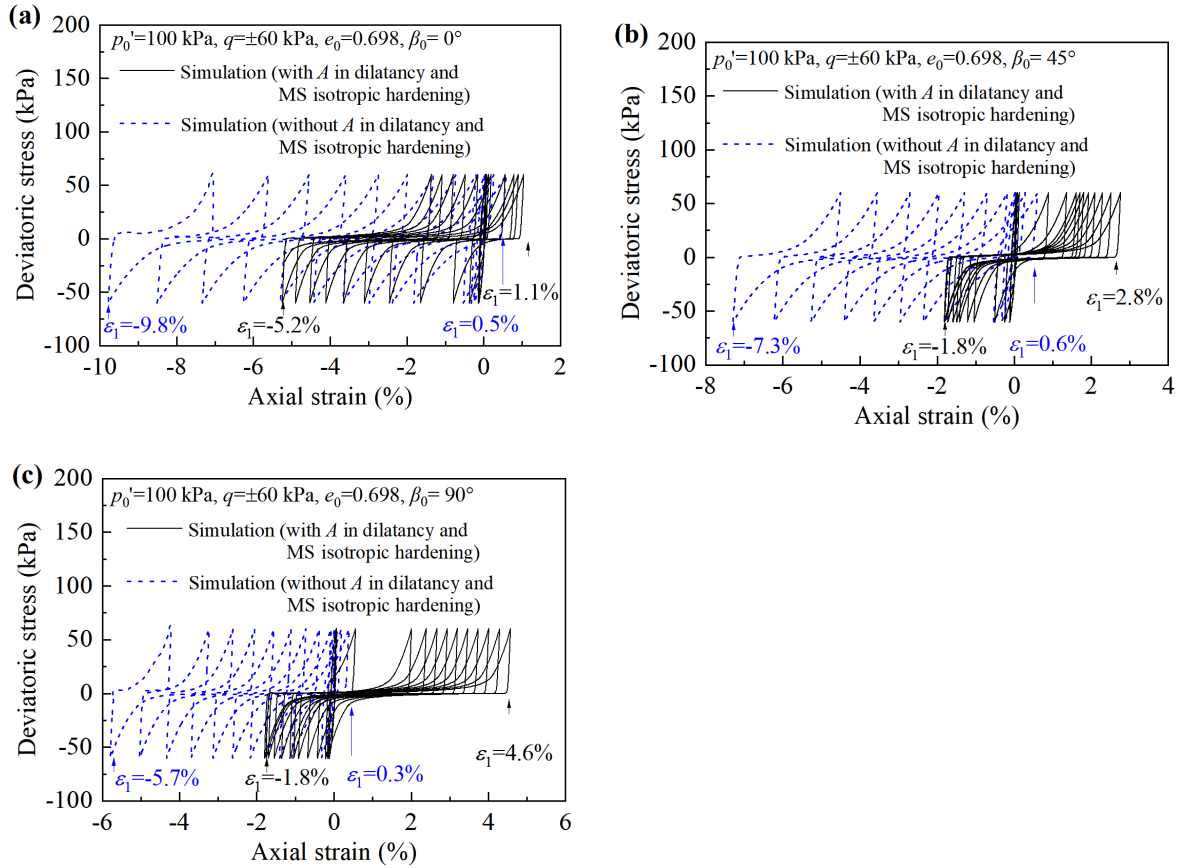 (a)
200
150
100
50
0
-50
-100
Deviatoric stress (kPa)
p0'=100 kPa, q=±60 kPa, e0=0.698, β0= 0°
Simulation (with A in dilatancy and
MS isotropic hardening)
Simulation (without A in dilatancy and
MS isotropic hardening)
ε1=-9.8%
ε1=-5.2%
ε1=1.1%
0.5%
-10 -8 -6 -4 -2 0 2
Axial strain (%)
(b)
200
150
100
50
0
-50
-100
Deviatoric stress (kPa)
p0'=100 kPa, q=±60 kPa, e0=0.698, β0= 45°
Simulation (with A in dilatancy and
MS isotropic hardening)
Simulation (without A in dilatancy and
MS isotropic hardening)
ε1=-7.3%
ε1=-1.8%
ε1=0.6%
ε1=2.8%
-8 -6 -4 -2 0 2 4
Axial strain (%)
(c)
200
150
100
50
0
-50
-100
Deviatoric stress (kPa)
p0'=100 kPa, q=±60 kPa, e0=0.698, β0= 90°
Simulation (with A in dilatancy and
MS isotropic hardening)
Simulation (without A in dilatancy and
MS isotropic hardening)
ε1=-5.7%
ε1=-1.8%
ε1=0.3%
ε1=4.6%
-6 -4 -2 0 2 4 6
Axial strain (%)